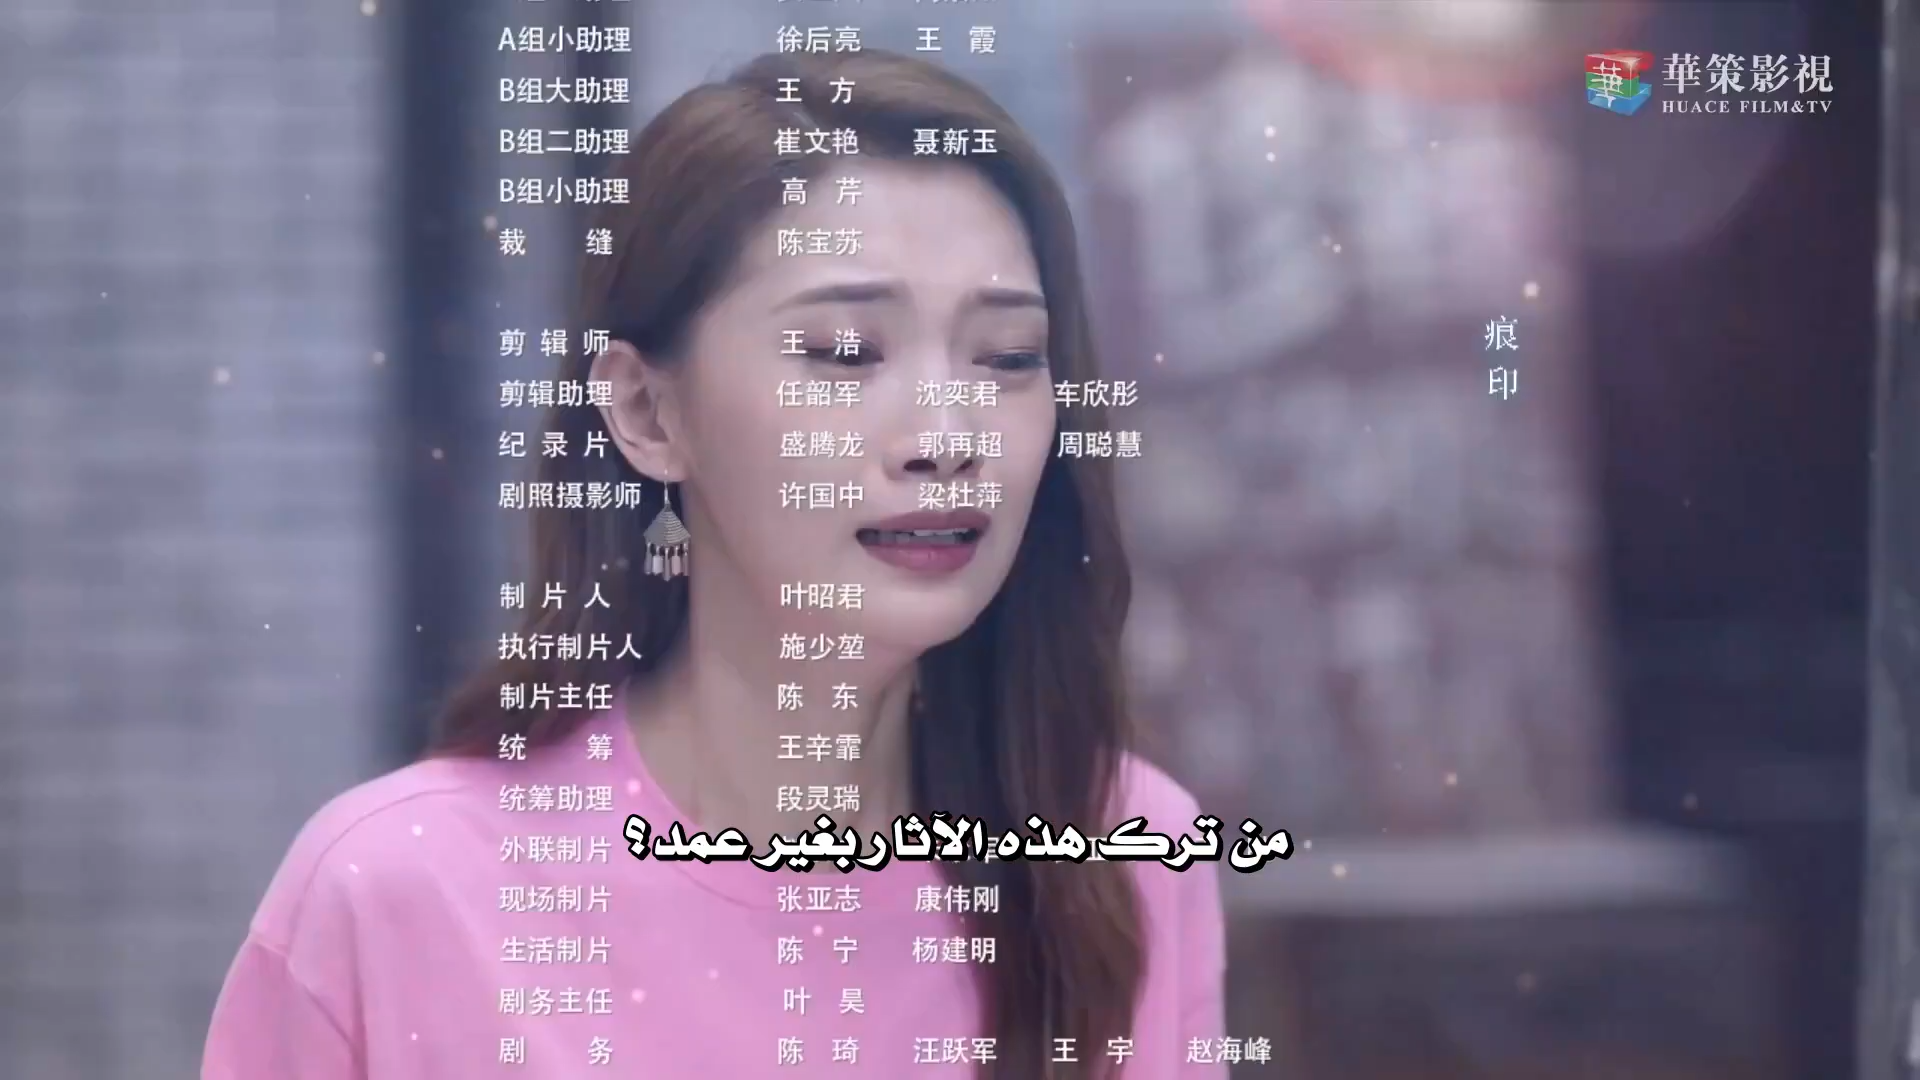 A组小助理 徐后亮 王 霞
B组大助理 王 方
B组二助理 崔文艳 聂新玉
B组小助理 高 芹
裁 缝 陈宝苏
剪 辑 师 王 浩
剪辑助理 任韶军 沈奕君 车欣彤
纪 录 片 盛腾龙 郭再超 周聪慧
剧照摄影师 许国中 梁杜萍
制 片 人 叶昭君
执行制片人 施少堃
制片主任 陈 东
统 筹 王辛霏
统筹助理 段灵瑞
外联制片
现场制片 张亚志 康伟刚
生活制片 陈 宁 杨建明
剧务主任 叶 昊
剧 务 陈 琦 汪跃军 王 宇 赵海峰
من ترك هذه الآثار بغير عمد؟
華策影視
HUACE FILM&TV
痕印